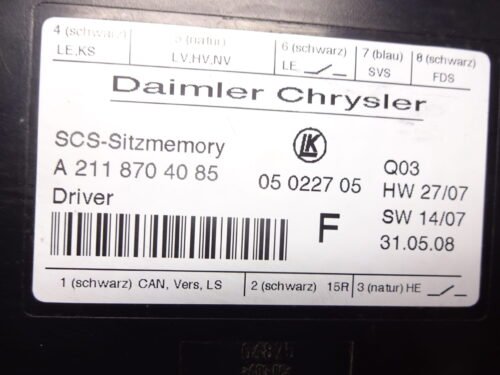 4 (schwarz) 5 (natur) 6 (schwarz) 7 (blau) 8 (schwarz)
LE,KS LV,HV,NV LE SVS FDS
Daimler Chrysler
SCS-Sitzmemory LK Q03
A 211 870 40 85 05 0227 05 HW 27/07
Driver F SW 14/07
31.05.08
1 (schwarz) CAN, Vers, LS 2 (schwarz) 15R 3 (natur) HE